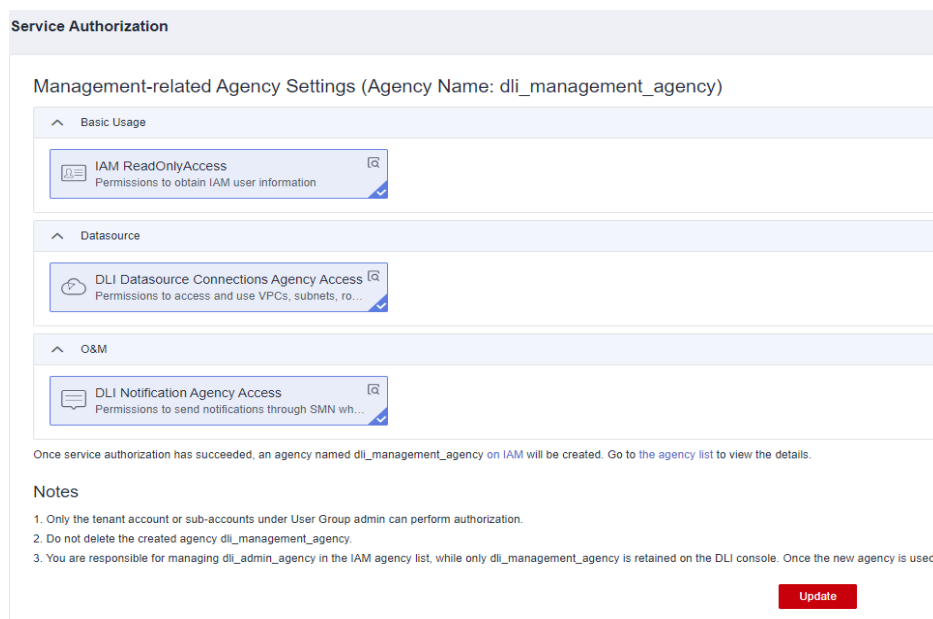 Service Authorization
Management-related Agency Settings (Agency Name: dli_management_agency)
Basic Usage
IAM ReadOnlyAccess
Permissions to obtain IAM user information
Datasource
DLI Datasource Connections Agency Access
Permissions to access and use VPCs, subnets, ro...
O&M
DLI Notification Agency Access
Permissions to send notifications through SMN wh...
Once service authorization has succeeded, an agency named dli_management_agency on IAM will be created. Go to the agency list to view the details.
Notes
1. Only the tenant account or sub-accounts under User Group admin can perform authorization.
2. Do not delete the created agency dli_management_agency.
3. You are responsible for managing dli_admin_agency in the IAM agency list, while only dli_management_agency is retained on the DLI console. Once the new agency is used
Update